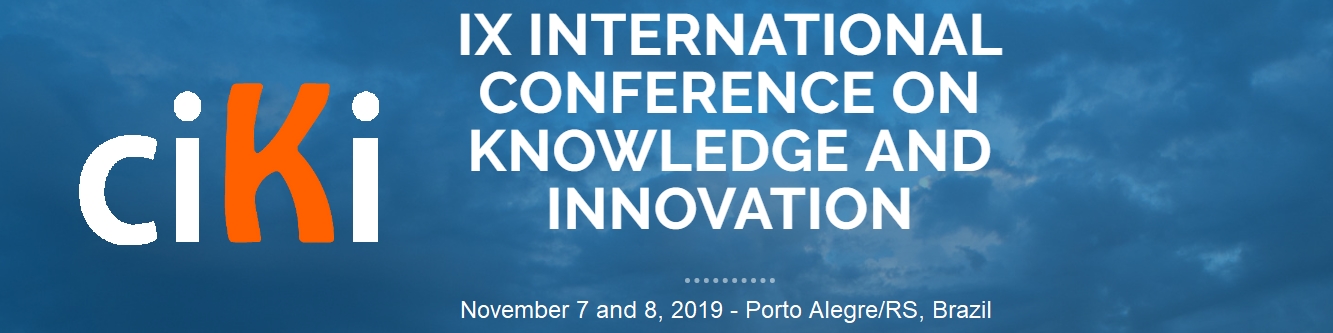 ciKi
IX INTERNATIONAL
CONFERENCE ON
KNOWLEDGE AND
INNOVATION
November 7 and 8, 2019 - Porto Alegre/RS, Brazil